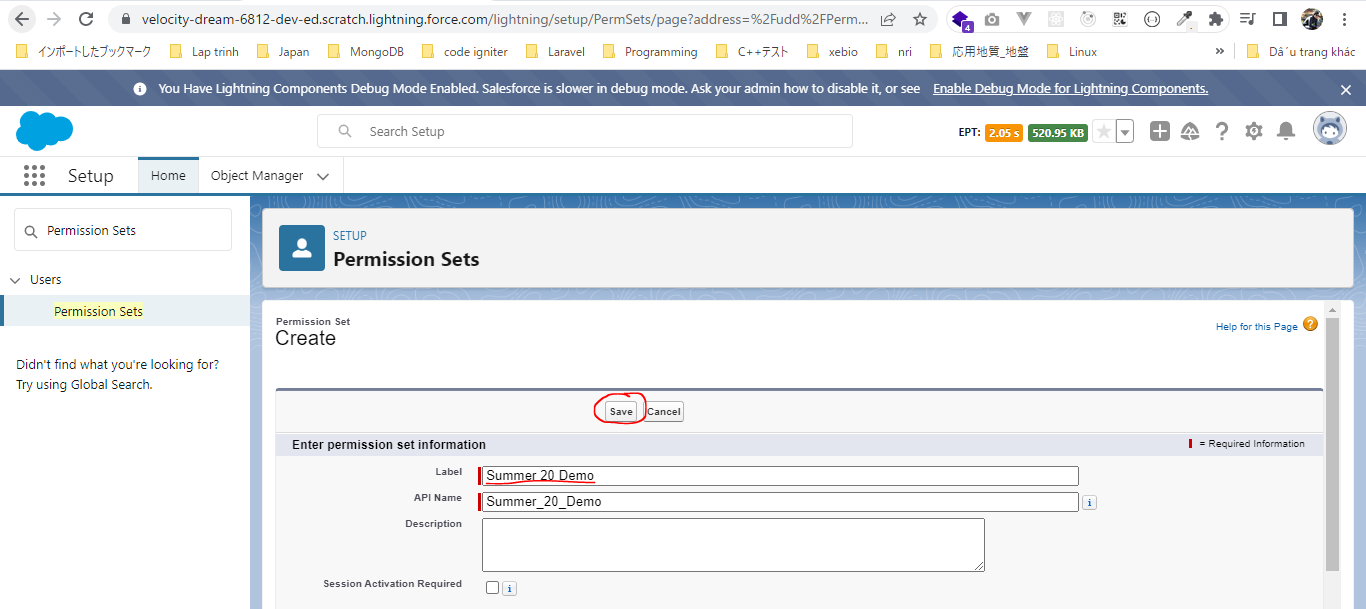 velocity-dream-6812-dev-ed.scratch.lightning.force.com/lightning/setup/PermSets/page?address=%2Fudd%2FPerm...
4
インポートしたブックマーク Lap trinh Japan MongoDB code igniter Laravel Programming C++テスト xebio nri 応用地質_地盤 Linux » Dấu trang khác
You Have Lightning Components Debug Mode Enabled. Salesforce is slower in debug mode. Ask your admin how to disable it, or see Enable Debug Mode for Lightning Components.
Search Setup
EPT: 2.05 s 520.95 KB
Setup Home Object Manager
Permission Sets
Users
Permission Sets
Didn't find what you're looking for?
Try using Global Search.
SETUP
Permission Sets
Permission Set
Create
Help for this Page ?
Save Cancel
Enter permission set information
= Required Information
Label Summer 20 Demo
API Name Summer_20_Demo i
Description
Session Activation Required i